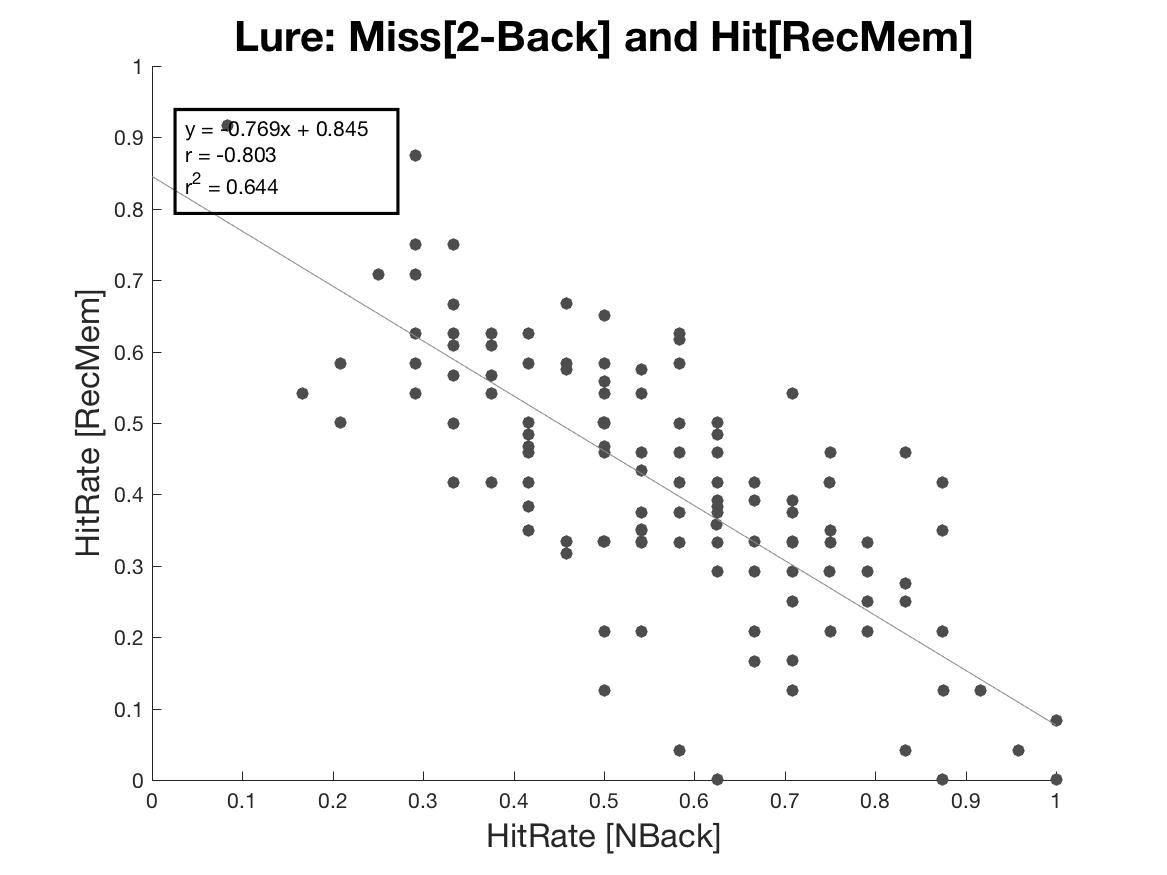 Lure: Miss[2-Back] and Hit[RecMem]
1
0.9
0.8
0.7
0.6
0.5
0.4
0.3
0.2
0.1
0
y = -0.769x + 0.845
r = -0.803
r² = 0.644
HitRate [RecMem]
0 0.1 0.2 0.3 0.4 0.5 0.6 0.7 0.8 0.9 1
HitRate [NBack]